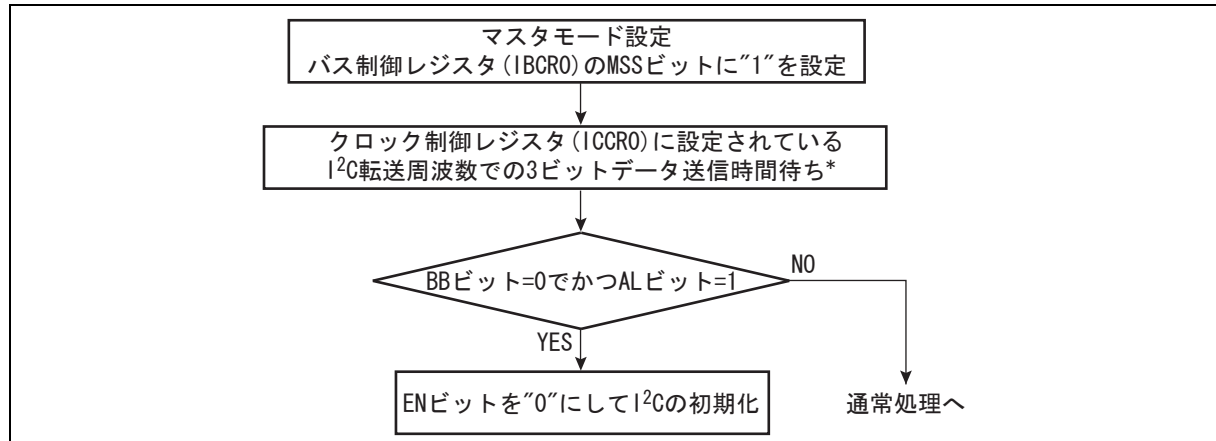 マスタモード設定
バス制御レジスタ(IBCR0)のMSSビットに"1"を設定
クロック制御レジスタ(ICCR0)に設定されている
I²C転送周波数での3ビットデータ送信時間待ち*
BBビット=0でかつALビット=1
NO
YES
ENビットを"0"にしてI²Cの初期化
通常処理へ